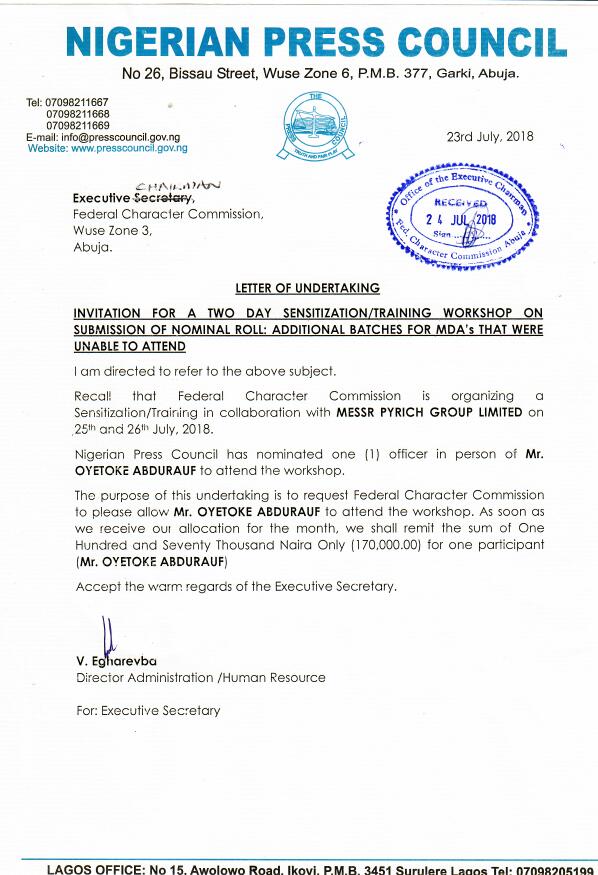 NIGERIAN PRESS COUNCIL
No 26, Bissau Street, Wuse Zone 6, P.M.B. 377, Garki, Abuja.
Tel: 07098211667
07098211668
07098211669
E-mail: info@presscouncil.gov.ng
Website: www.presscouncil.gov.ng
THE PRESS COUNCIL
TRUTH AND FAIR PLAY
23rd July, 2018
CHAIRMAN
Executive Secretary,
Federal Character Commission,
Wuse Zone 3,
Abuja.
Office of the Executive Chairman
RECEIVED
24 JUL 2018
Sign
Fed. Character Commission Abuja
LETTER OF UNDERTAKING
INVITATION FOR A TWO DAY SENSITIZATION/TRAINING WORKSHOP ON
SUBMISSION OF NOMINAL ROLL: ADDITIONAL BATCHES FOR MDA's THAT WERE
UNABLE TO ATTEND
I am directed to refer to the above subject.
Recall that Federal Character Commission is organizing a
Sensitization/Training in collaboration with MESSR PYRICH GROUP LIMITED on
25th and 26th July, 2018.
Nigerian Press Council has nominated one (1) officer in person of Mr.
OYETOKE ABDURAUF to attend the workshop.
The purpose of this undertaking is to request Federal Character Commission
to please allow Mr. OYETOKE ABDURAUF to attend the workshop. As soon as
we receive our allocation for the month, we shall remit the sum of One
Hundred and Seventy Thousand Naira Only (170,000.00) for one participant
(Mr. OYETOKE ABDURAUF)
Accept the warm regards of the Executive Secretary.
V. Egharevba
Director Administration /Human Resource
For: Executive Secretary
LAGOS OFFICE: No 15, Awolowo Road, Ikoyi, P.M.B. 3451 Surulere Lagos Tel: 07098205199